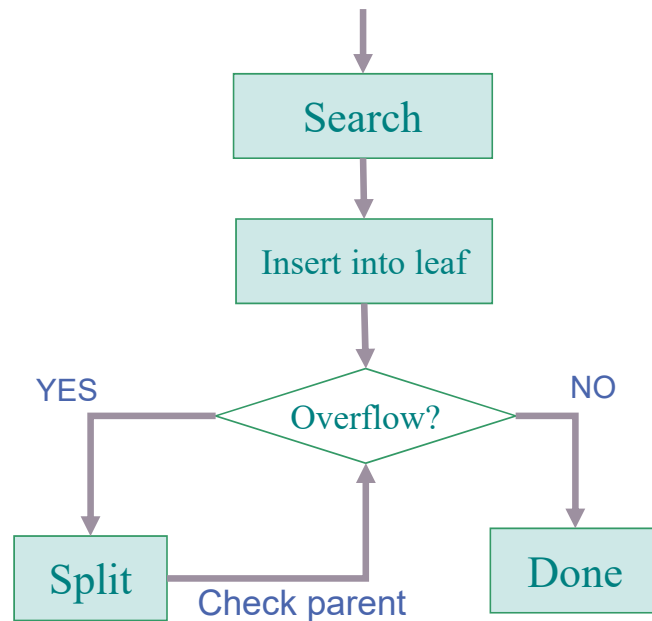 Search
Insert into leaf
YES
NO
Overflow?
Split
Check parent
Done